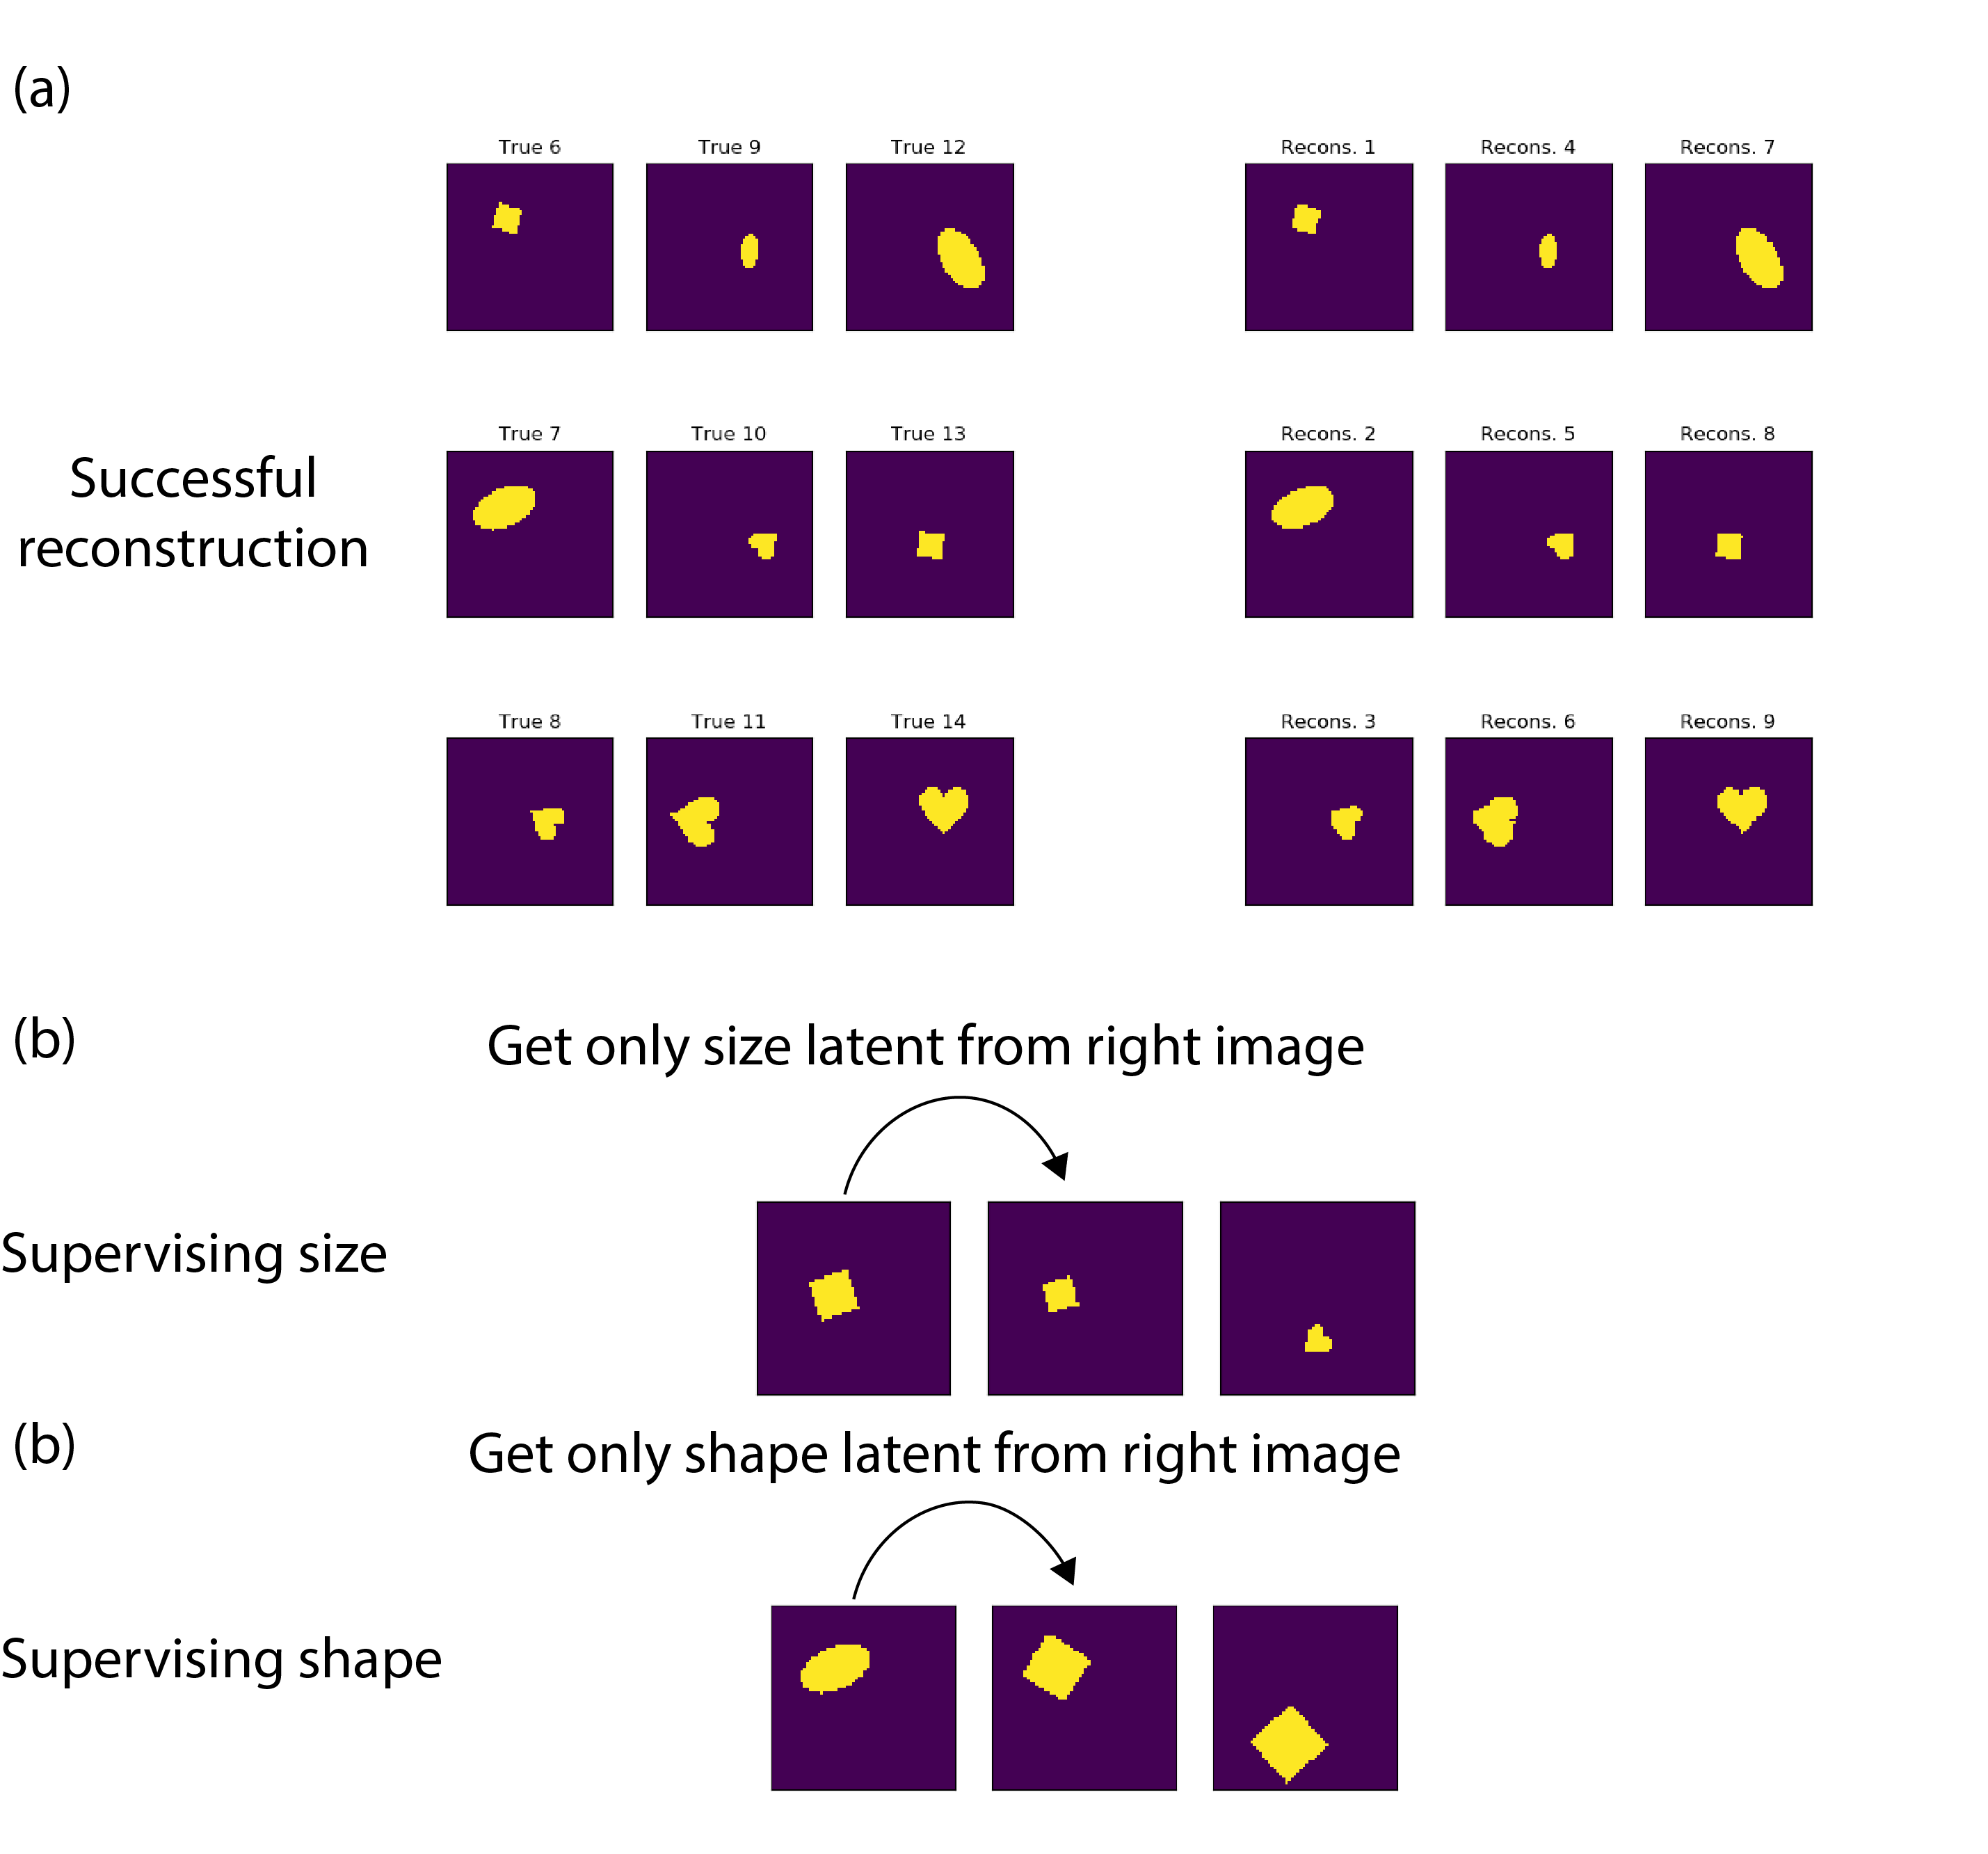 (a)
True 6
True 9
True 12
Recons. 1
Recons. 4
Recons. 7
Successful
reconstruction
True 7
True 10
True 13
Recons. 2
Recons. 5
Recons. 8
True 8
True 11
True 14
Recons. 3
Recons. 6
Recons. 9
(b)
Get only size latent from right image
Supervising size
(b)
Get only shape latent from right image
Supervising shape